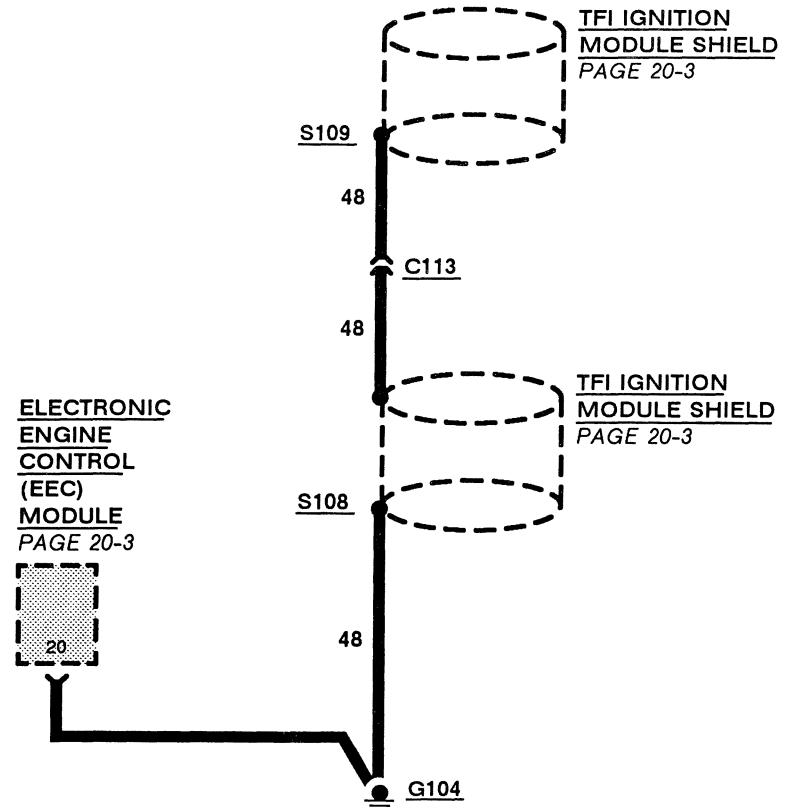 TFI IGNITION
MODULE SHIELD
PAGE 20-3
S109
48
C113
48
TFI IGNITION
MODULE SHIELD
PAGE 20-3
ELECTRONIC
ENGINE
CONTROL
(EEC)
MODULE
PAGE 20-3
S108
20
48
G104